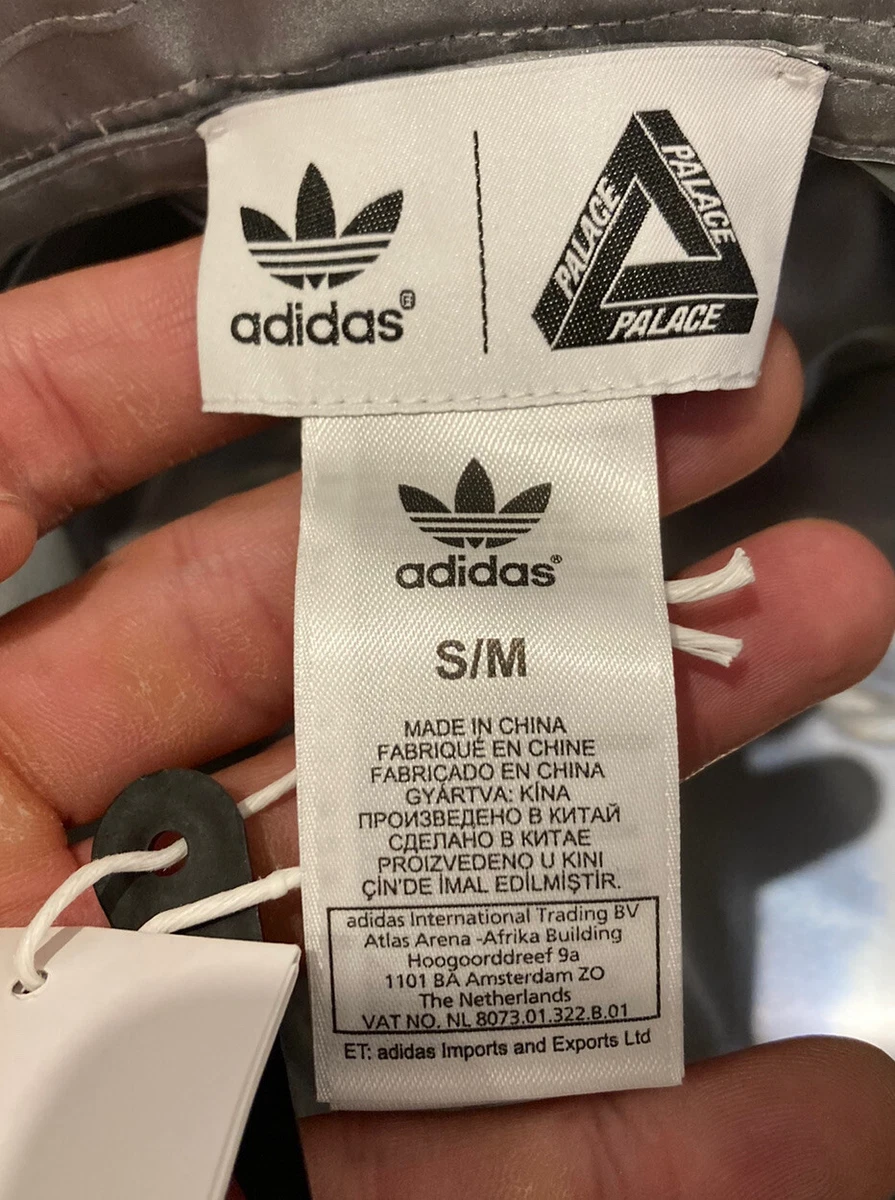 adidas®
PALACE
PALACE
PALACE
adidas®
S/M
MADE IN CHINA
FABRIQUÉ EN CHINE
FABRICADO EN CHINA
GYÁRTVA: KÍNA
ПРОИЗВЕДЕНО В КИТАЙ
СДЕЛАНО В КИТАЕ
PROIZVEDENO U KINI
ÇİN'DE İMAL EDİLMİŞTİR.
adidas International Trading BV
Atlas Arena -Afrika Building
Hoogoorddreef 9a
1101 BA Amsterdam ZO
The Netherlands
VAT NO. NL 8073.01.322.B.01
ET: adidas Imports and Exports Ltd